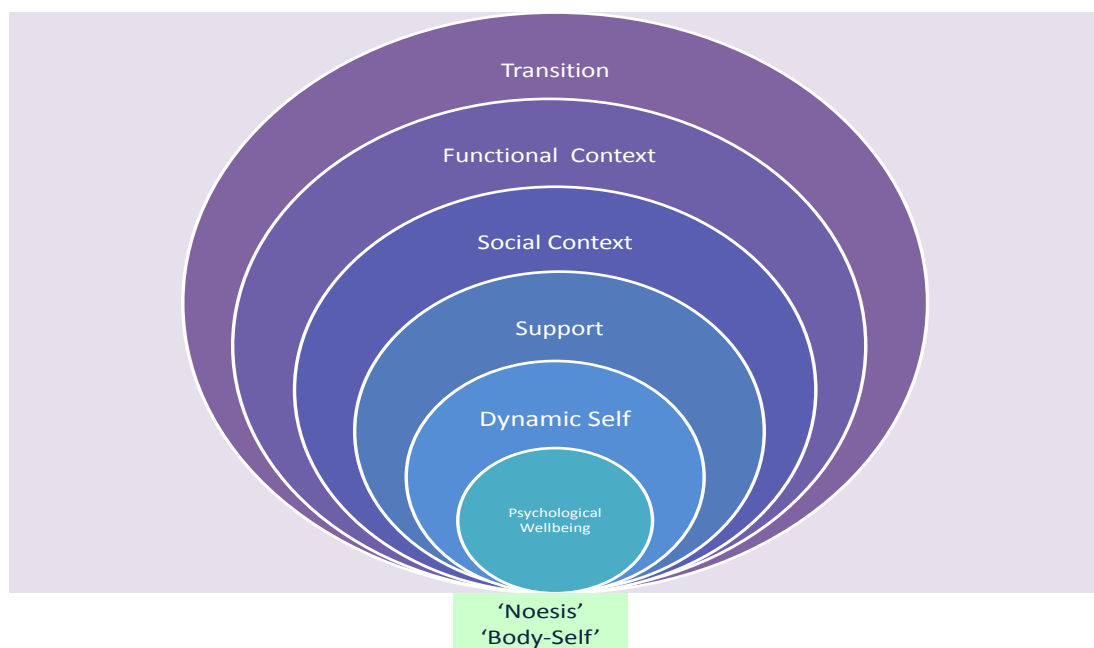 Transition
Functional Context
Social Context
Support
Dynamic Self
Psychological
Wellbeing
‘Noesis’
‘Body-Self’